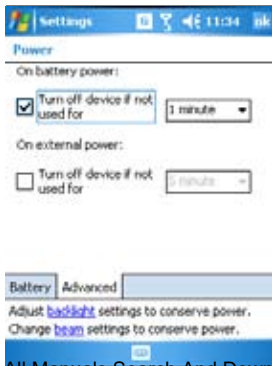 Settings 11:34 ok
Power
On battery power:
Turn off device if not
used for
1 minute
On external power:
Turn off device if not
used for
5 minute
Battery Advanced
Adjust backlight settings to conserve power.
Change beam settings to conserve power.
All Manuals Search And Down